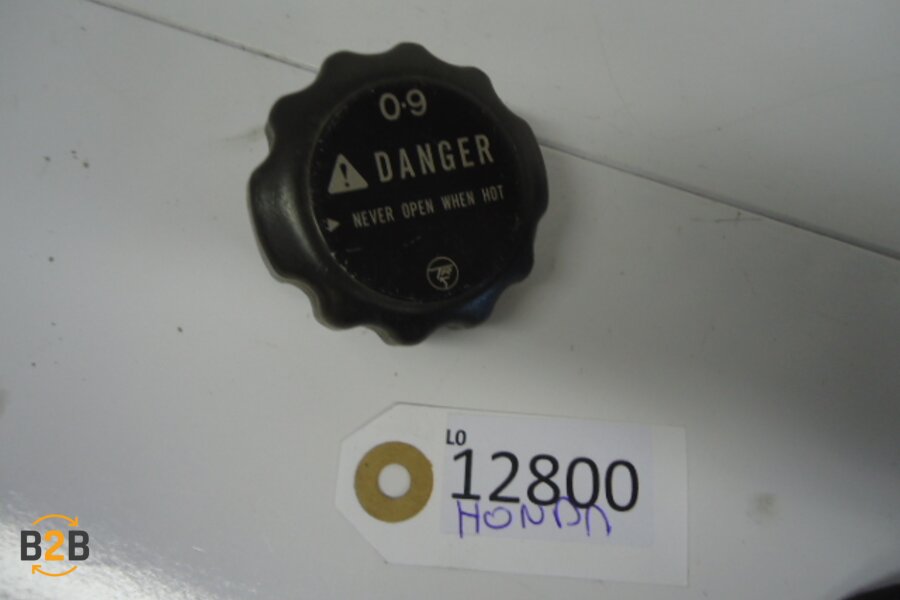 0·9
DANGER
NEVER OPEN WHEN HOT
LO
12800
HONDA
B2B